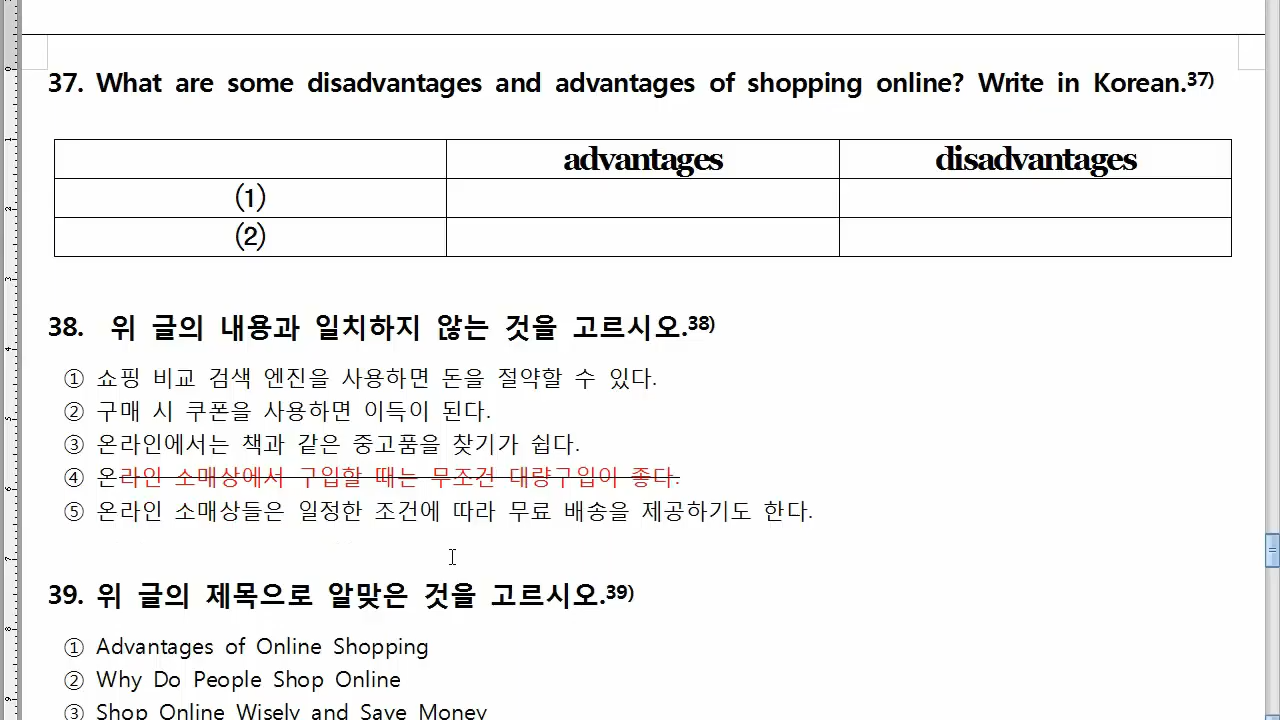 37. What are some disadvantages and advantages of shopping online? Write in Korean.37)
advantages disadvantages
(1)
(2)
38. 위 글의 내용과 일치하지 않는 것을 고르시오.38)
① 쇼핑 비교 검색 엔진을 사용하면 돈을 절약할 수 있다.
② 구매 시 쿠폰을 사용하면 이득이 된다.
③ 온라인에서는 책과 같은 중고품을 찾기가 쉽다.
④ 온라인 소매상에서 구입할 때는 무조건 대량구입이 좋다.
⑤ 온라인 소매상들은 일정한 조건에 따라 무료 배송을 제공하기도 한다.
39. 위 글의 제목으로 알맞은 것을 고르시오.39)
① Advantages of Online Shopping
② Why Do People Shop Online
③ Shop Online Wisely and Save Money